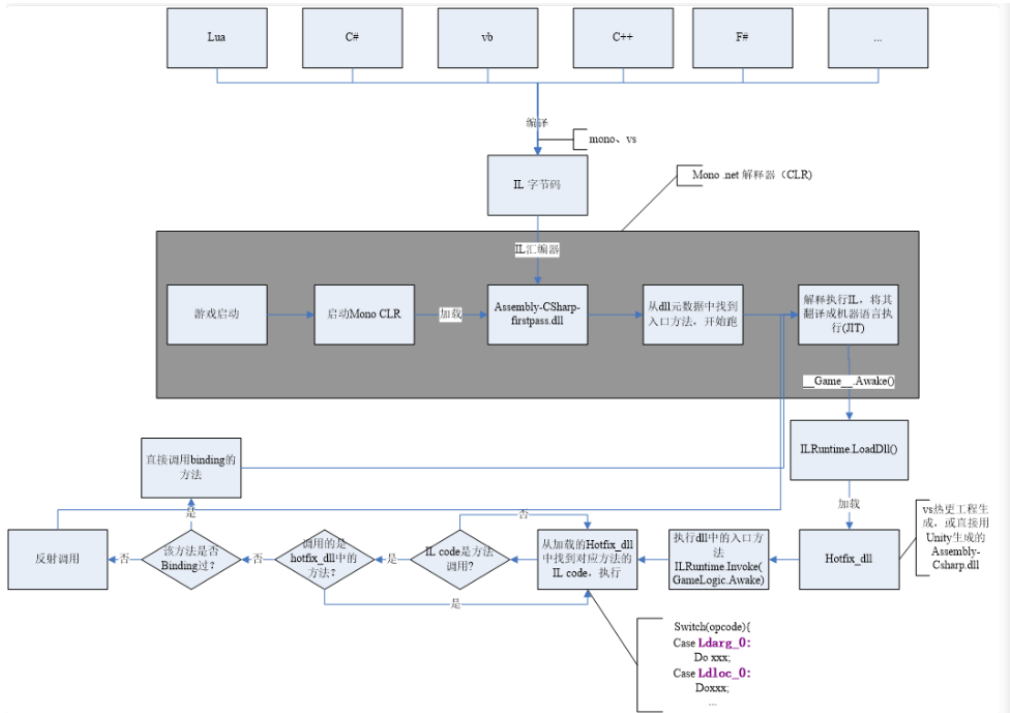 Lua
C#
vb
C++
F#
...
编译
mono、vs
IL 字节码
Mono .net 解释器（CLR)
IL汇编器
游戏启动
启动Mono CLR
加载
Assembly-CSharp-
firstpass.dll
从dll元数据中找到
入口方法，开始跑
解释执行IL，将其
翻译成机器语言执
行(JIT)
__Game__.Awake()
ILRuntime.LoadDll()
直接调用binding的
方法
加载
vs热更工程生
成，或直接用
Unity生成的
Assembly-
Csharp.dll
是
否
反射调用
否
该方法是否
Binding过？
否
调用的是
hotfix_dll中的
方法？
是
IL code是方法
调用？
从加载的Hotfix_dll
中找到对应方法的
IL code，执行
执行dll中的入口方
法
ILRuntime.Invoke(
GameLogic.Awake)
Hotfix_dll
是
Switch(opcode){
Case Ldarg_0:
Do xxx;
Case Ldloc_0:
Doxxx;
...